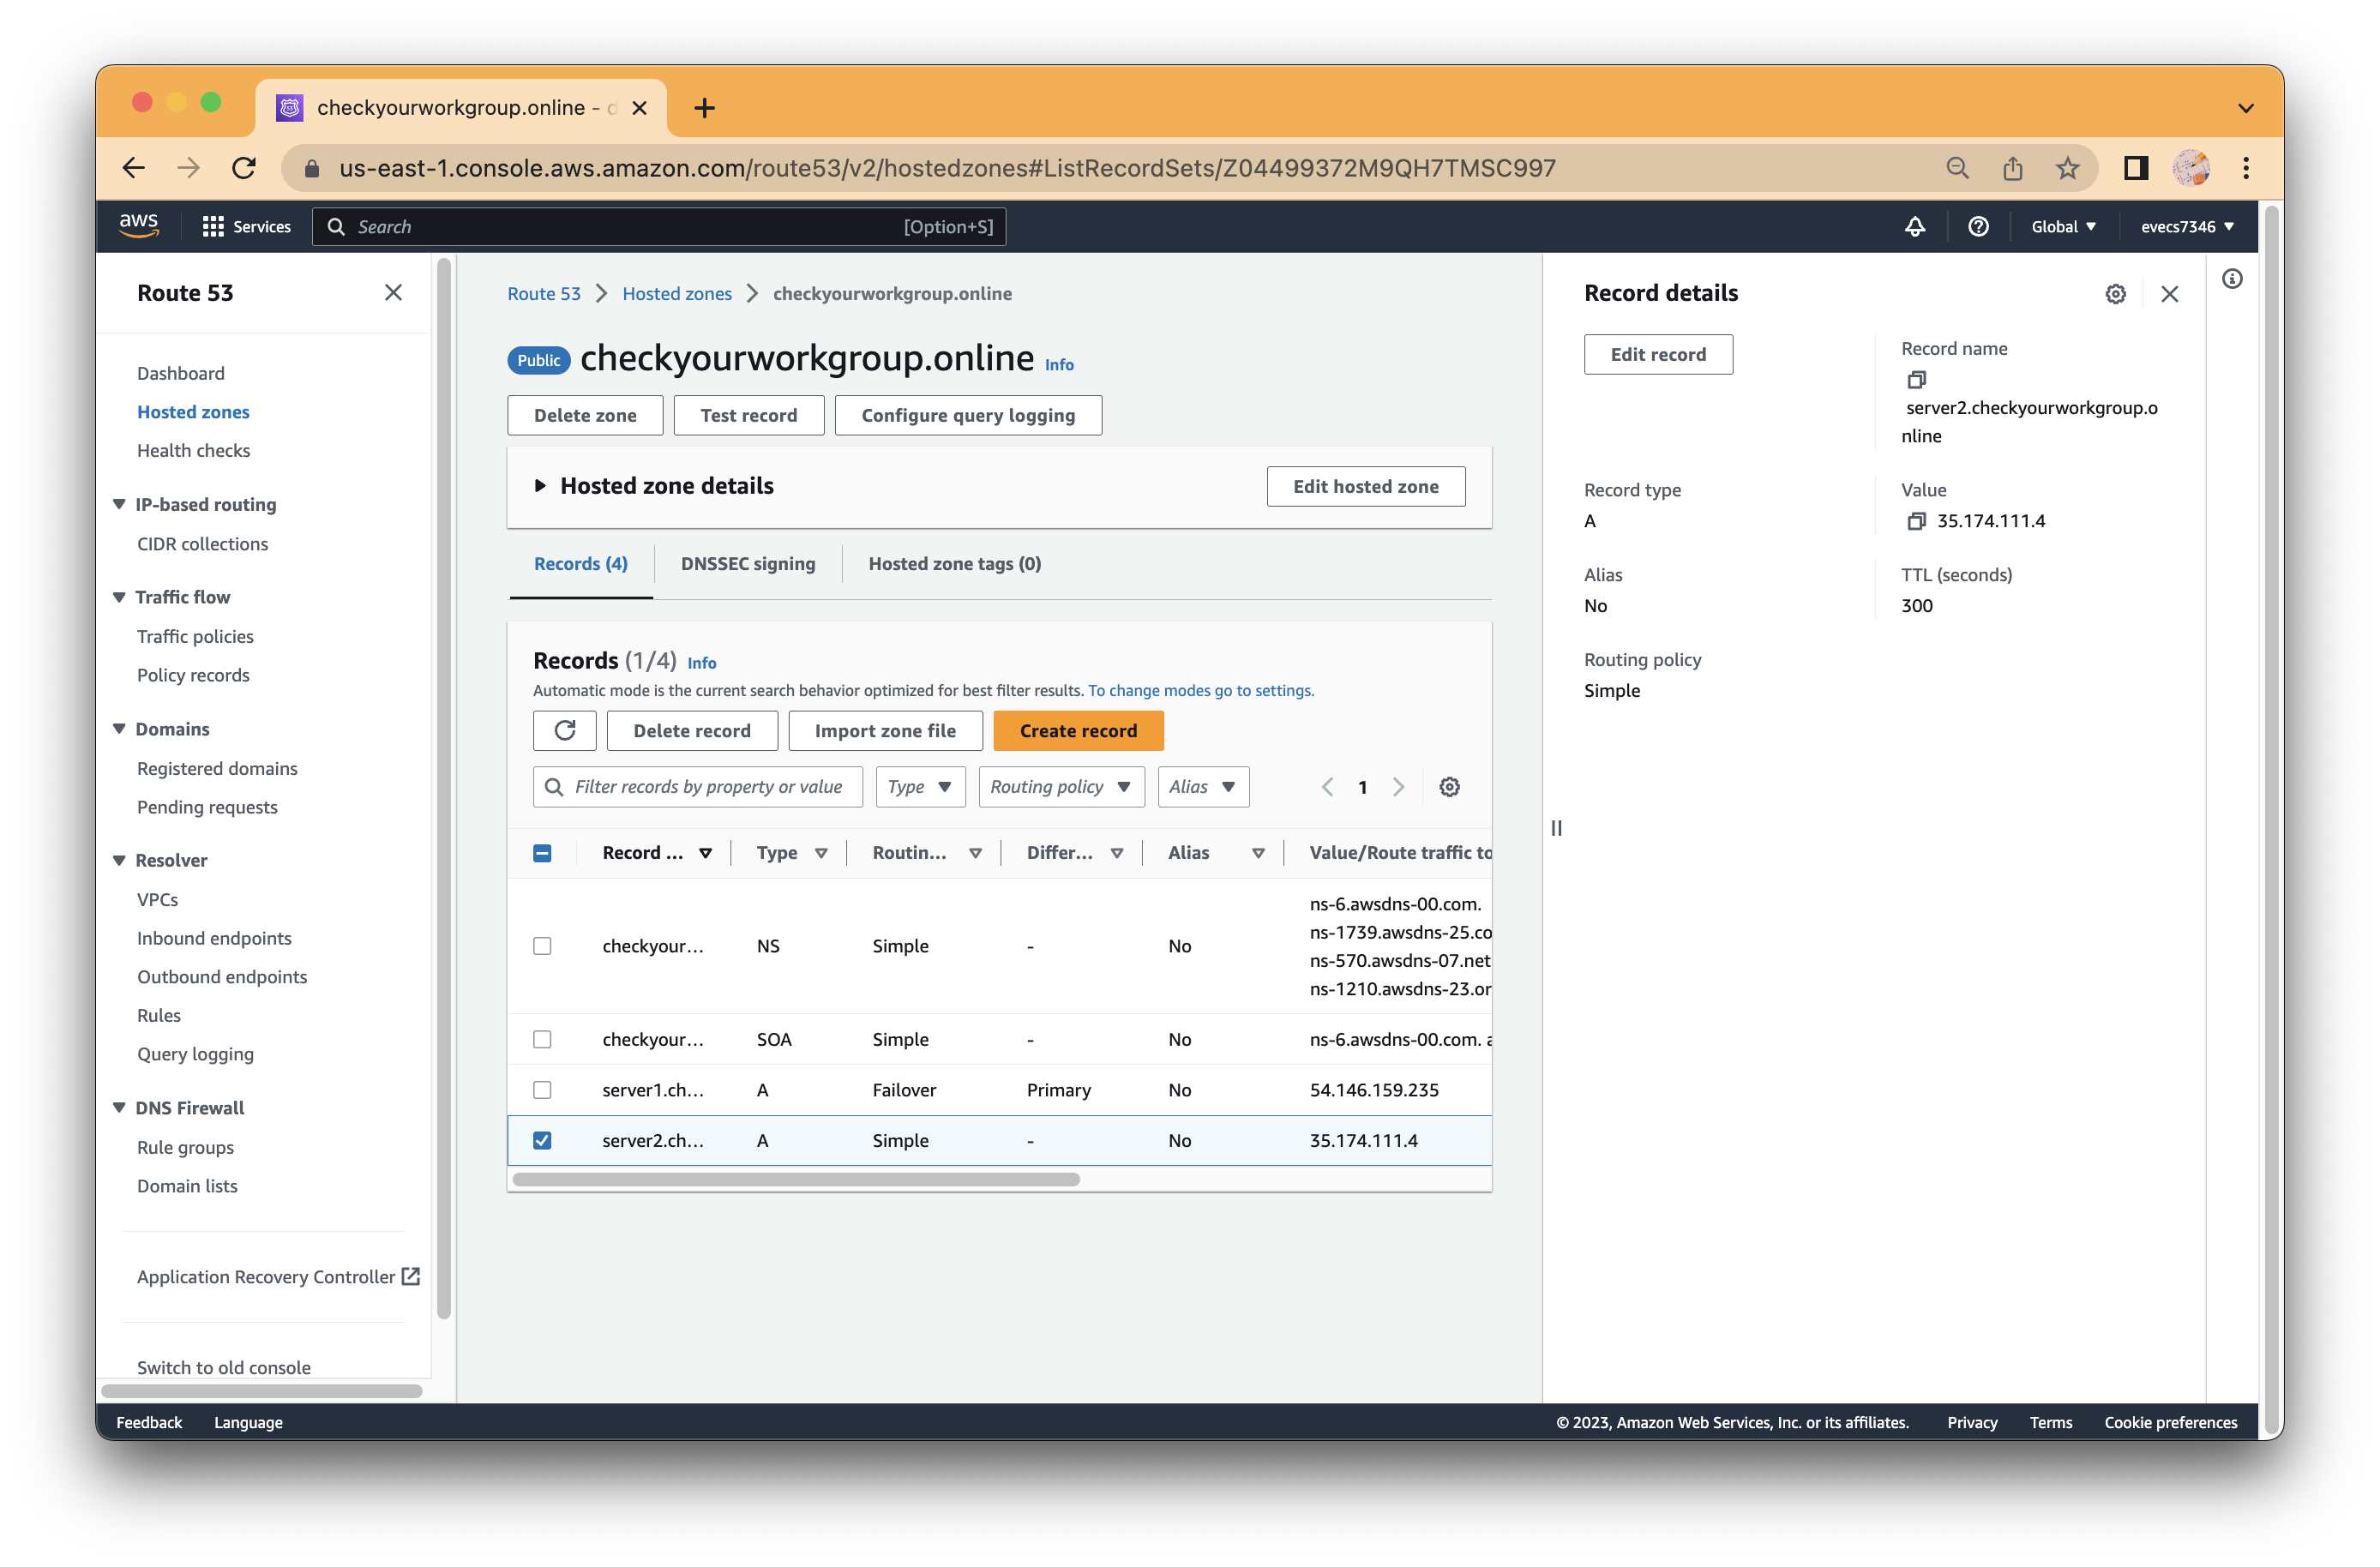 checkyourworkgroup.online - d
us-east-1.console.aws.amazon.com/route53/v2/hostedzones#ListRecordSets/Z04499372M9QH7TMSC997
aws
Services
Search
[Option+S]
Global
evecs7346
Route 53
Dashboard
Hosted zones
Health checks
IP-based routing
CIDR collections
Traffic flow
Traffic policies
Policy records
Domains
Registered domains
Pending requests
Resolver
VPCs
Inbound endpoints
Outbound endpoints
Rules
Query logging
DNS Firewall
Rule groups
Domain lists
Application Recovery Controller
Switch to old console
Route 53 > Hosted zones > checkyourworkgroup.online
Public checkyourworkgroup.online Info
Delete zone
Test record
Configure query logging
Hosted zone details
Edit hosted zone
Records (4)
DNSSEC signing
Hosted zone tags (0)
Records (1/4) Info
Automatic mode is the current search behavior optimized for best filter results. To change modes go to settings.
Delete record
Import zone file
Create record
Filter records by property or value
Type
Routing policy
Alias
1
Record ... Type Routin... Differ... Alias Value/Route traffic to
checkyour... NS Simple - No ns-6.awsdns-00.com.
ns-1739.awsdns-25.co
ns-570.awsdns-07.net
ns-1210.awsdns-23.or
checkyour... SOA Simple - No ns-6.awsdns-00.com. a
server1.ch... A Failover Primary No 54.146.159.235
server2.ch... A Simple - No 35.174.111.4
Record details
Edit record
Record name
server2.checkyourworkgroup.o
nline
Record type
A
Value
35.174.111.4
Alias
No
TTL (seconds)
300
Routing policy
Simple
Feedback
Language
© 2023, Amazon Web Services, Inc. or its affiliates.
Privacy
Terms
Cookie preferences